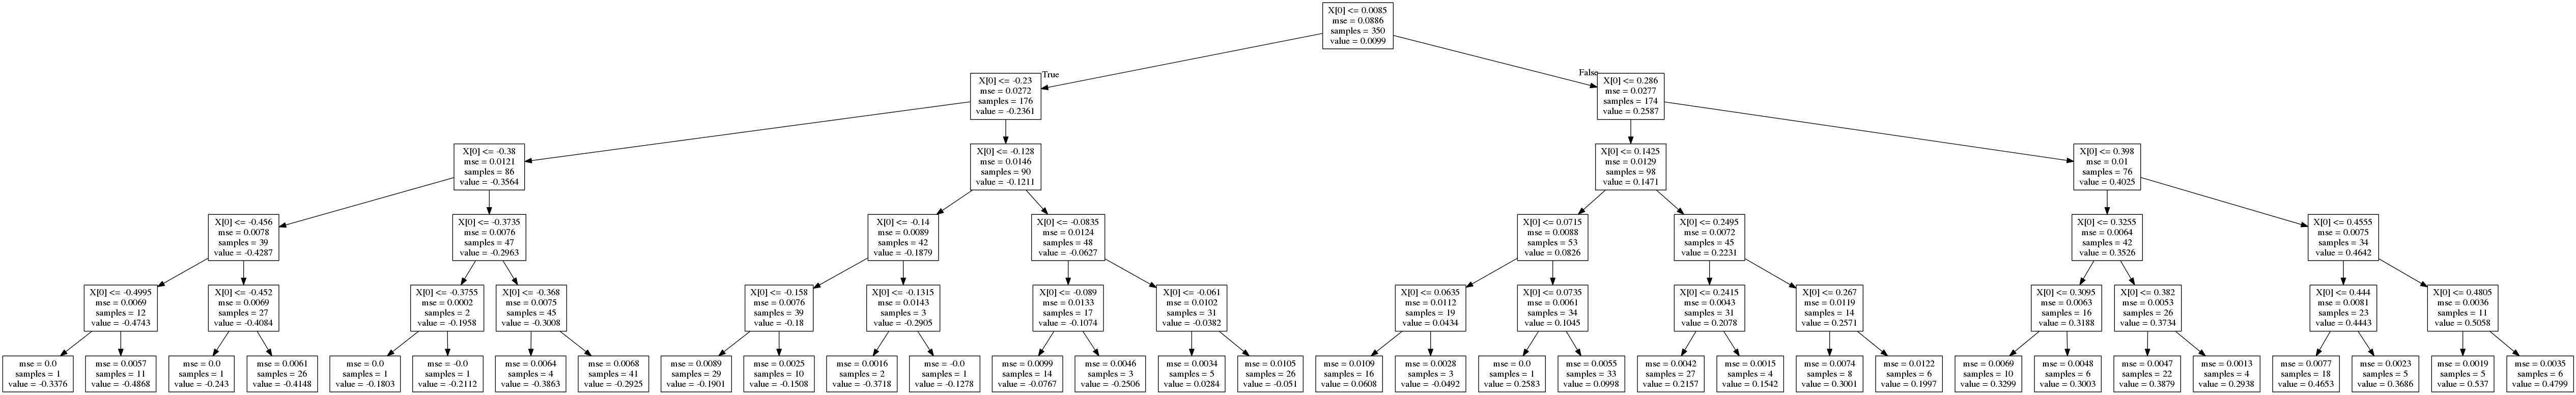 X[0] <= 0.0085
mse = 0.0886
samples = 350
value = 0.0099
True
False
X[0] <= -0.23
mse = 0.0272
samples = 176
value = -0.2361
X[0] <= 0.286
mse = 0.0277
samples = 174
value = 0.2587
X[0] <= -0.38
mse = 0.0121
samples = 86
value = -0.3564
X[0] <= -0.128
mse = 0.0146
samples = 90
value = -0.1211
X[0] <= 0.1425
mse = 0.0129
samples = 98
value = 0.1471
X[0] <= 0.398
mse = 0.01
samples = 76
value = 0.4025
X[0] <= -0.456
mse = 0.0078
samples = 39
value = -0.4287
X[0] <= -0.3735
mse = 0.0076
samples = 47
value = -0.2963
X[0] <= -0.14
mse = 0.0089
samples = 42
value = -0.1879
X[0] <= -0.0835
mse = 0.0124
samples = 48
value = -0.0627
X[0] <= 0.0715
mse = 0.0088
samples = 53
value = 0.0826
X[0] <= 0.2495
mse = 0.0072
samples = 45
value = 0.2231
X[0] <= 0.3255
mse = 0.0064
samples = 42
value = 0.3526
X[0] <= 0.4555
mse = 0.0075
samples = 34
value = 0.4642
X[0] <= -0.4995
mse = 0.0069
samples = 12
value = -0.4743
X[0] <= -0.452
mse = 0.0069
samples = 27
value = -0.4084
X[0] <= -0.3755
mse = 0.0002
samples = 2
value = -0.1958
X[0] <= -0.368
mse = 0.0075
samples = 45
value = -0.3008
X[0] <= -0.158
mse = 0.0076
samples = 39
value = -0.18
X[0] <= -0.1315
mse = 0.0143
samples = 3
value = -0.2905
X[0] <= -0.089
mse = 0.0133
samples = 17
value = -0.1074
X[0] <= -0.061
mse = 0.0102
samples = 31
value = -0.0382
X[0] <= 0.0635
mse = 0.0112
samples = 19
value = 0.0434
X[0] <= 0.0735
mse = 0.0061
samples = 34
value = 0.1045
X[0] <= 0.2415
mse = 0.0043
samples = 31
value = 0.2078
X[0] <= 0.267
mse = 0.0119
samples = 14
value = 0.2571
X[0] <= 0.3095
mse = 0.0063
samples = 16
value = 0.3188
X[0] <= 0.382
mse = 0.0053
samples = 26
value = 0.3734
X[0] <= 0.444
mse = 0.0081
samples = 23
value = 0.4443
X[0] <= 0.4805
mse = 0.0036
samples = 11
value = 0.5058
mse = 0.0
samples = 1
value = -0.3376
mse = 0.0057
samples = 11
value = -0.4868
mse = 0.0
samples = 1
value = -0.243
mse = 0.0061
samples = 26
value = -0.4148
mse = 0.0
samples = 1
value = -0.1803
mse = -0.0
samples = 1
value = -0.2112
mse = 0.0064
samples = 4
value = -0.3863
mse = 0.0068
samples = 41
value = -0.2925
mse = 0.0089
samples = 29
value = -0.1901
mse = 0.0025
samples = 10
value = -0.1508
mse = 0.0016
samples = 2
value = -0.3718
mse = -0.0
samples = 1
value = -0.1278
mse = 0.0099
samples = 14
value = -0.0767
mse = 0.0046
samples = 3
value = -0.2506
mse = 0.0034
samples = 5
value = 0.0284
mse = 0.0105
samples = 26
value = -0.051
mse = 0.0109
samples = 16
value = 0.0608
mse = 0.0028
samples = 3
value = -0.0492
mse = 0.0
samples = 1
value = 0.2583
mse = 0.0055
samples = 33
value = 0.0998
mse = 0.0042
samples = 27
value = 0.2157
mse = 0.0015
samples = 4
value = 0.1542
mse = 0.0074
samples = 8
value = 0.3001
mse = 0.0122
samples = 6
value = 0.1997
mse = 0.0069
samples = 10
value = 0.3299
mse = 0.0048
samples = 6
value = 0.3003
mse = 0.0047
samples = 22
value = 0.3879
mse = 0.0013
samples = 4
value = 0.2938
mse = 0.0077
samples = 18
value = 0.4653
mse = 0.0023
samples = 5
value = 0.3686
mse = 0.0019
samples = 5
value = 0.537
mse = 0.0035
samples = 6
value = 0.4799